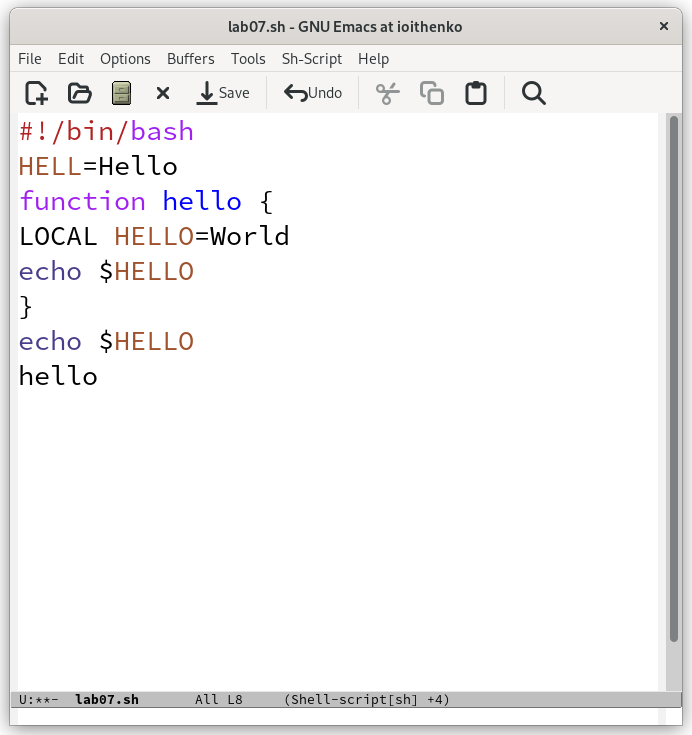 lab07.sh - GNU Emacs at ioithenko
File Edit Options Buffers Tools Sh-Script Help
Save Undo
#!/bin/bash
HELL=Hello
function hello {
LOCAL HELLO=World
echo $HELLO
}
echo $HELLO
hello
U:**- lab07.sh All L8 (Shell-script[sh] +4)